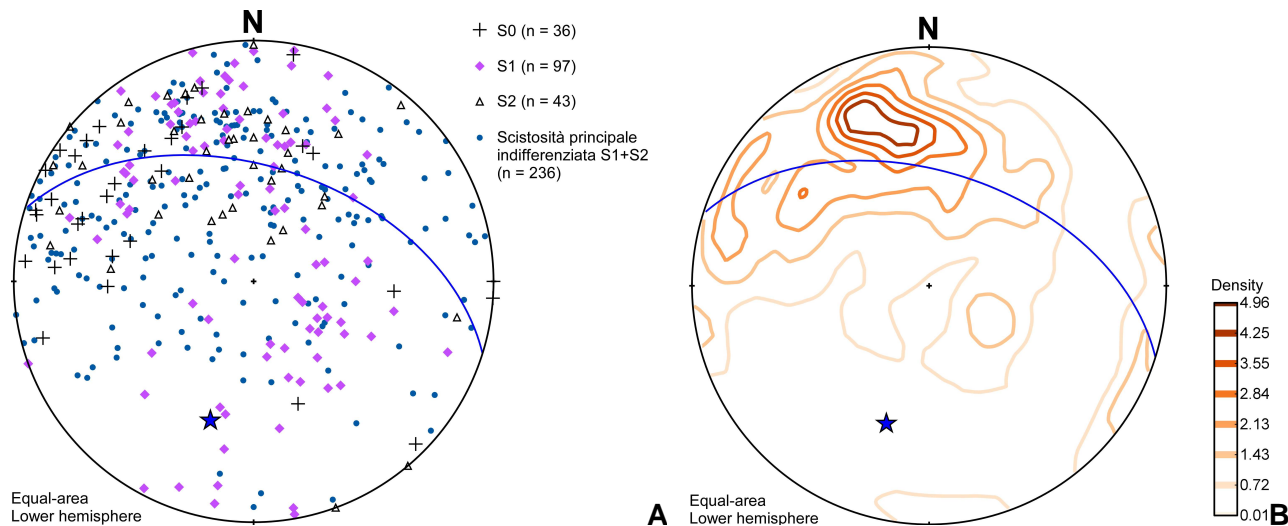 N
S0 (n = 36)
S1 (n = 97)
S2 (n = 43)
Scistosità principale
indifferenziata S1+S2
(n = 236)
Equal-area
Lower hemisphere
A
N
Density
4.96
4.25
3.55
2.84
2.13
1.43
0.72
0.01
Equal-area
Lower hemisphere
B